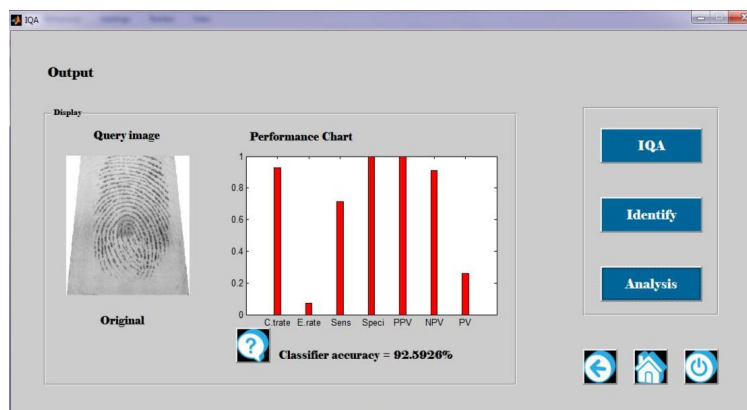 IQA
Output
Display
Query image
Performance Chart
1
0.8
0.6
0.4
0.2
0
C.trate E.rate Sens Speci PPV NPV PV
Original
Classifier accuracy = 92.5926%
IQA
Identify
Analysis